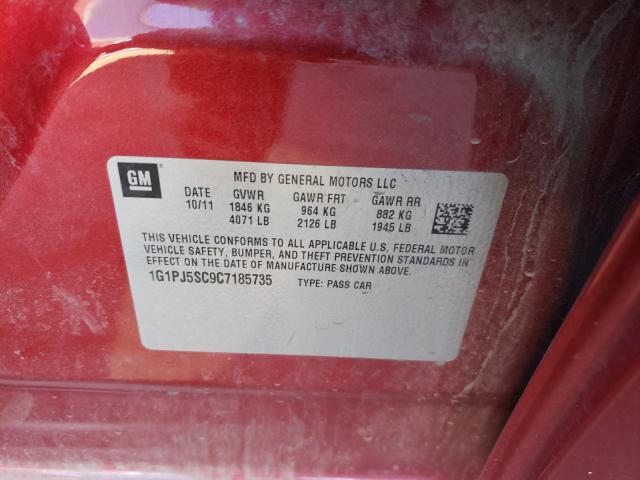 GM
MFD BY GENERAL MOTORS LLC
DATE GVWR GAWR FRT GAWR RR
10/11 1846 KG 964 KG 882 KG
4071 LB 2126 LB 1945 LB
THIS VEHICLE CONFORMS TO ALL APPLICABLE U.S. FEDERAL MOTOR
VEHICLE SAFETY, BUMPER, AND THEFT PREVENTION STANDARDS IN
EFFECT ON THE DATE OF MANUFACTURE SHOWN ABOVE.
1G1PJ5SC9C7185735 TYPE: PASS CAR